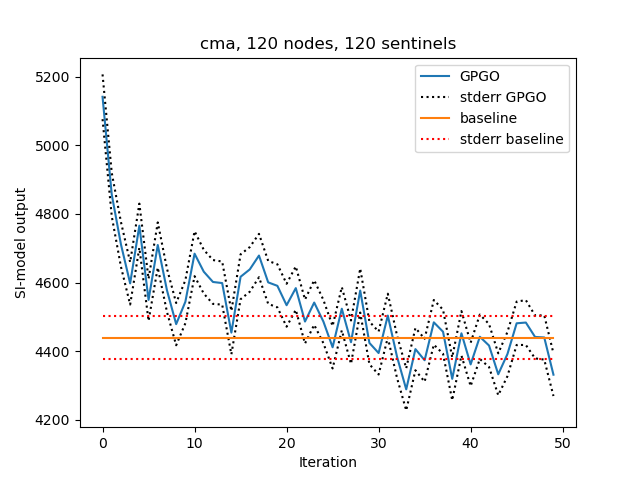 cma, 120 nodes, 120 sentinels
GPGO
stderr GPGO
baseline
stderr baseline
SI-model output
5200
5000
4800
4600
4400
4200
0 10 20 30 40 50
Iteration